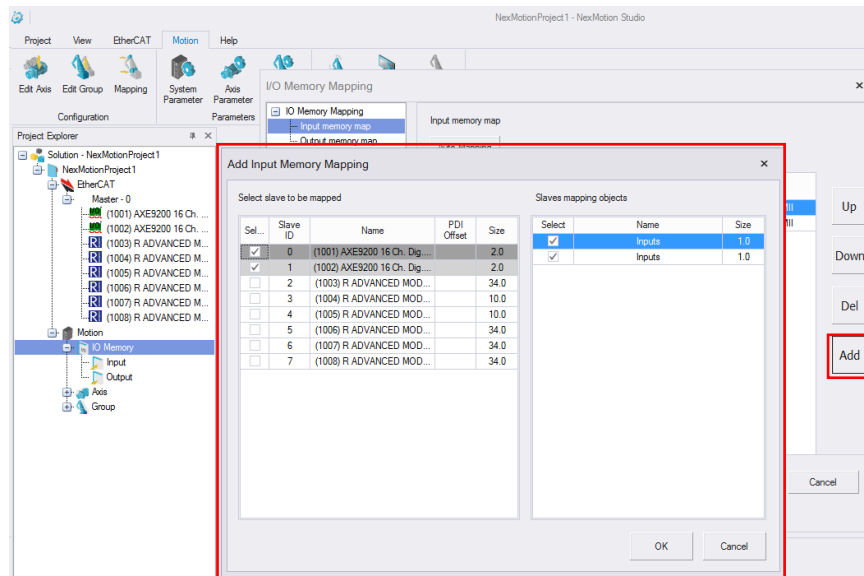 NexMotionProject1 - NexMotion Studio
Project View EtherCAT Motion Help
Edit Axis Edit Group Mapping System Parameter Axis Parameter
Configuration Parameters
I/O Memory Mapping ×
IO Memory Mapping
Input memory map
Output memory map
Input memory map
Project Explorer
Solution - NexMotionProject1
NexMotionProject1
EtherCAT
Master - 0
(1001) AXE9200 16 Ch. ...
(1002) AXE9200 16 Ch. ...
(1003) R ADVANCED M...
(1004) R ADVANCED M...
(1005) R ADVANCED M...
(1006) R ADVANCED M...
(1007) R ADVANCED M...
(1008) R ADVANCED M...
Motion
IO Memory
Input
Output
Axis
Group
Add Input Memory Mapping ×
Select slave to be mapped
Sel... Slave ID Name PDI Offset Size
0 (1001) AXE9200 16 Ch. Dig.... 2.0
1 (1002) AXE9200 16 Ch. Dig.... 2.0
2 (1003) R ADVANCED MOD... 34.0
3 (1004) R ADVANCED MOD... 10.0
4 (1005) R ADVANCED MOD... 10.0
5 (1006) R ADVANCED MOD... 34.0
6 (1007) R ADVANCED MOD... 34.0
7 (1008) R ADVANCED MOD... 34.0
Slaves mapping objects
Select Name Size
Inputs 1.0
Inputs 1.0
OK Cancel
Up
Down
Del
Add
Cancel